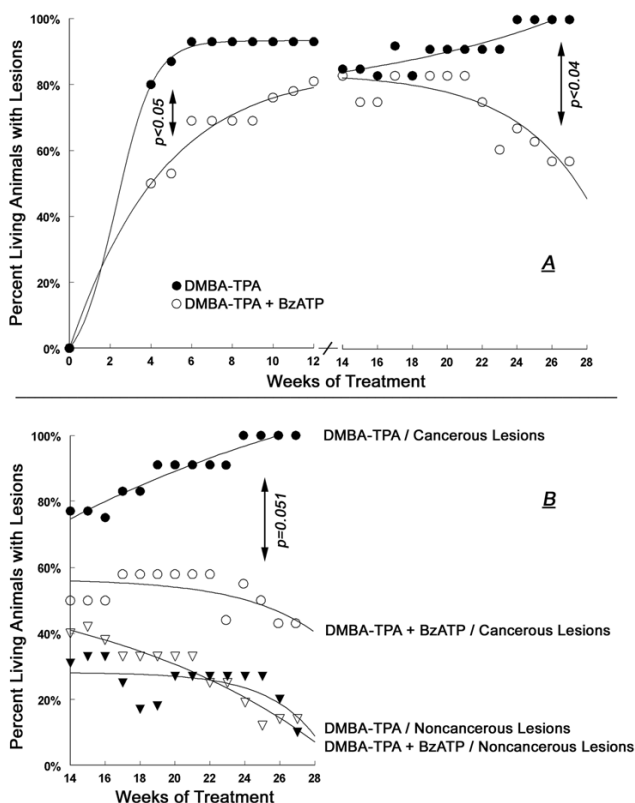 Percent Living Animals with Lesions
100%
80%
60%
40%
20%
0%
p<0.05
p<0.04
DMBA-TPA
DMBA-TPA + BzATP
A
0 2 4 6 8 10 12 14 16 18 20 22 24 26 28
Weeks of Treatment
Percent Living Animals with Lesions
100%
80%
60%
40%
20%
0%
DMBA-TPA / Cancerous Lesions
B
p=0.051
DMBA-TPA + BzATP / Cancerous Lesions
DMBA-TPA / Noncancerous Lesions
DMBA-TPA + BzATP / Noncancerous Lesions
14 16 18 20 22 24 26 28
Weeks of Treatment